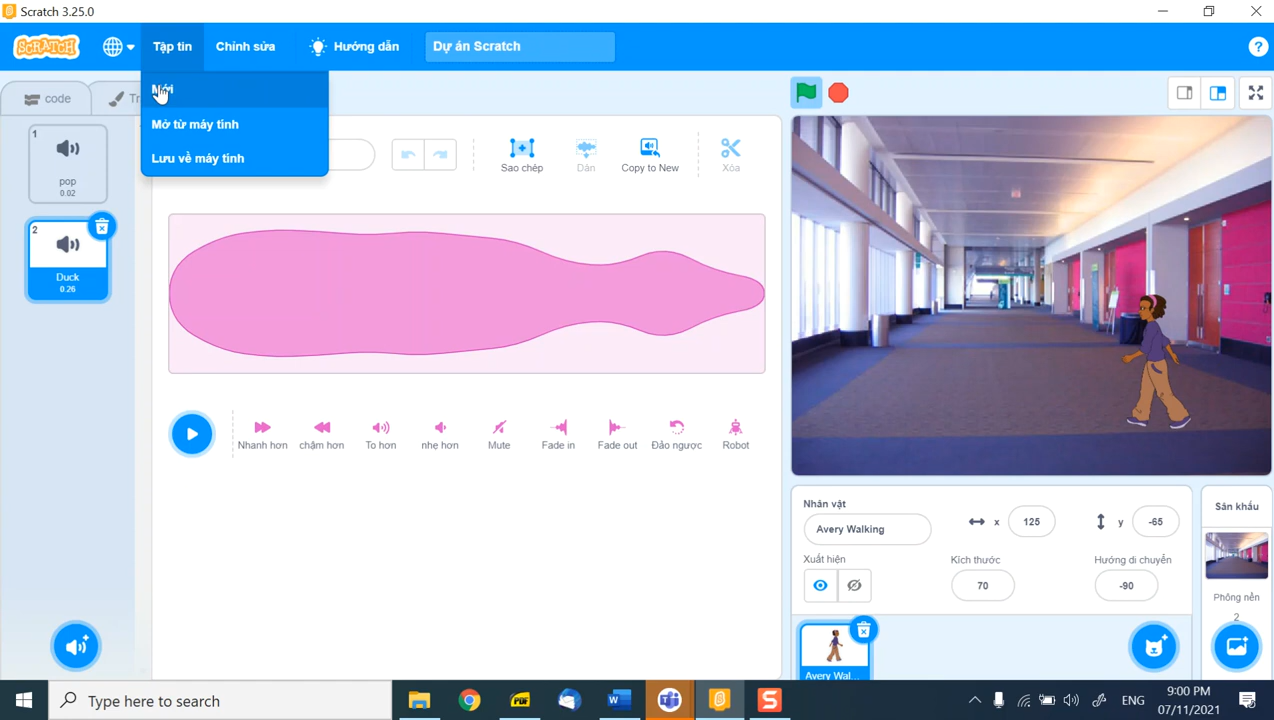 Scratch 3.25.0
SCRATCH
Tập tin
Chỉnh sửa
Hướng dẫn
Dự án Scratch
Mở từ máy tính
Lưu về máy tính
code
1
pop
0.02
2
Duck
0.26
Sao chép
Dán
Copy to New
Xóa
Nhanh hơn
chậm hơn
To hơn
nhẹ hơn
Mute
Fade in
Fade out
Đảo ngược
Robot
Nhân vật
Avery Walking
x
125
y
-65
Xuất hiện
Kích thước
70
Hướng di chuyển
-90
Avery Wal...
Sân khấu
Phông nền
2
Type here to search
ENG
9:00 PM
07/11/2021